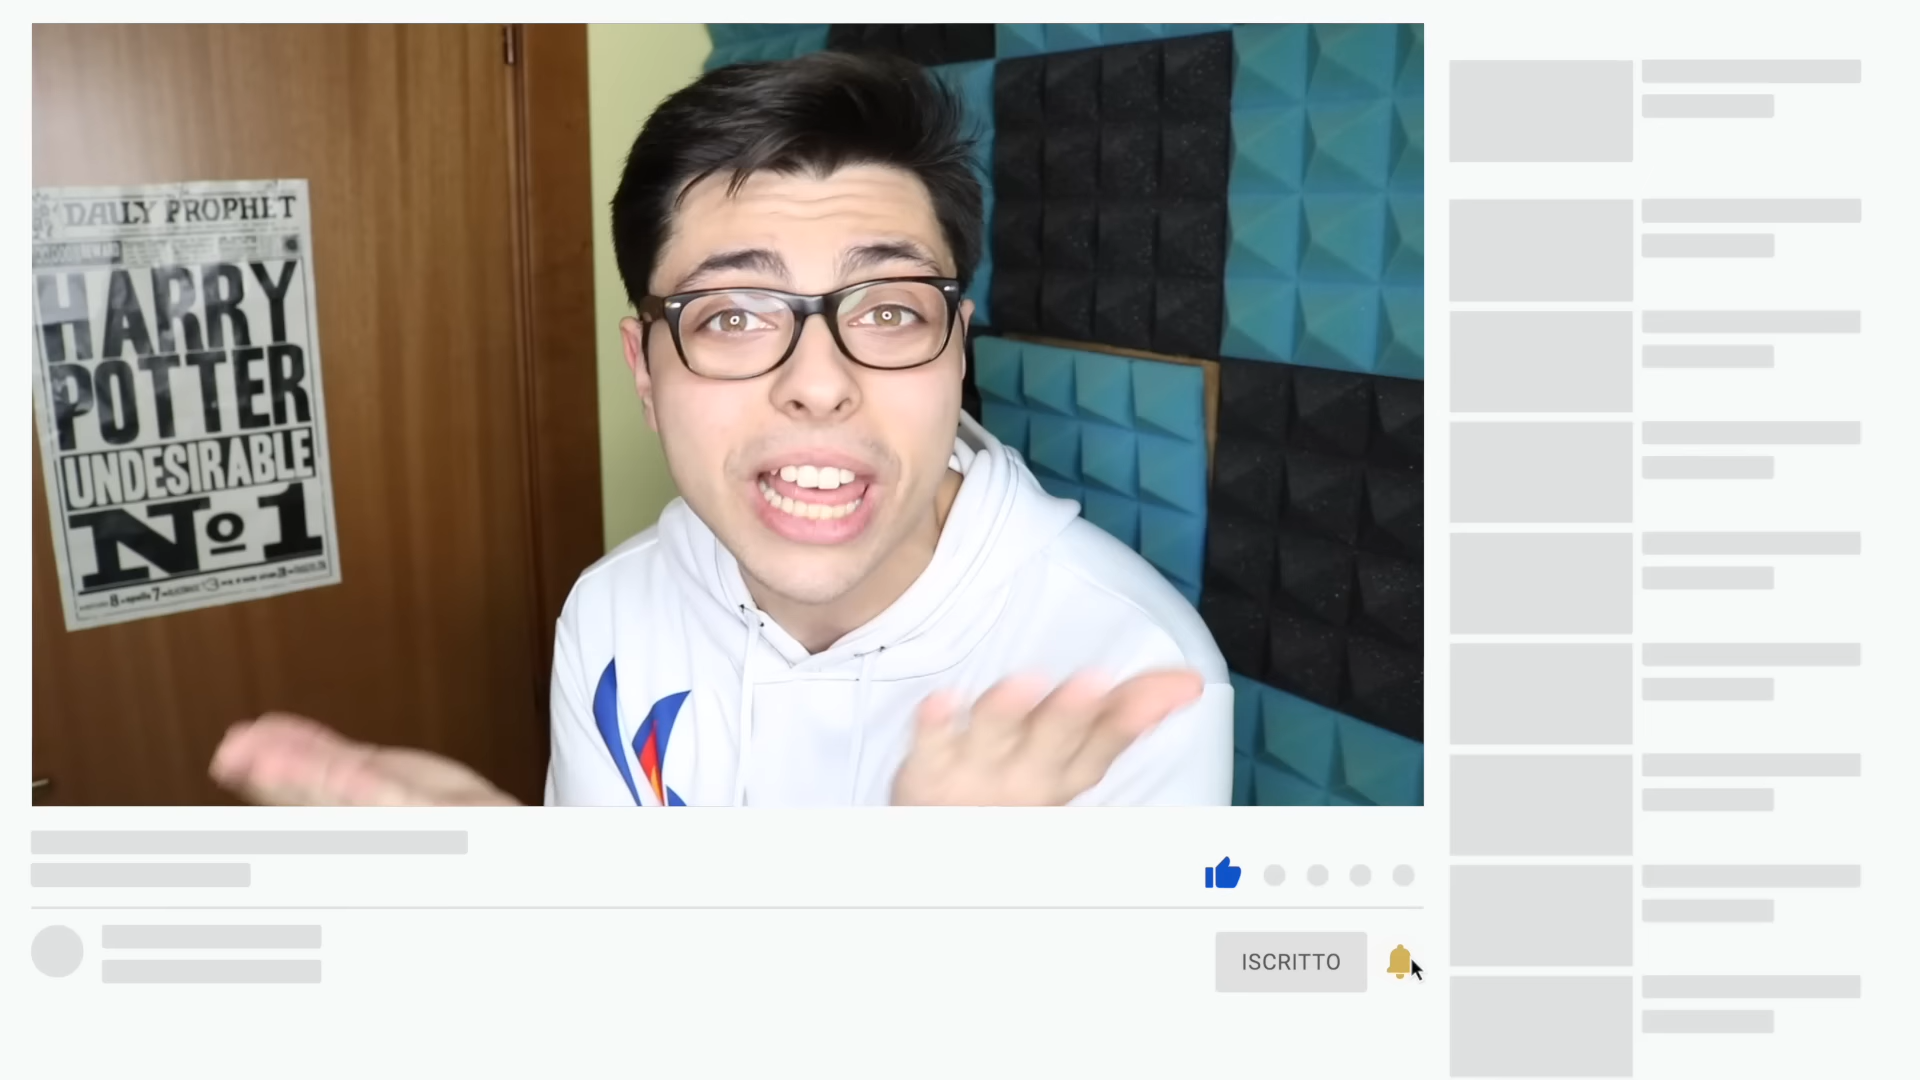 DAILY PROPHET
HARRY
POTTER
UNDESIRABLE
Nº1
ISCRITTO